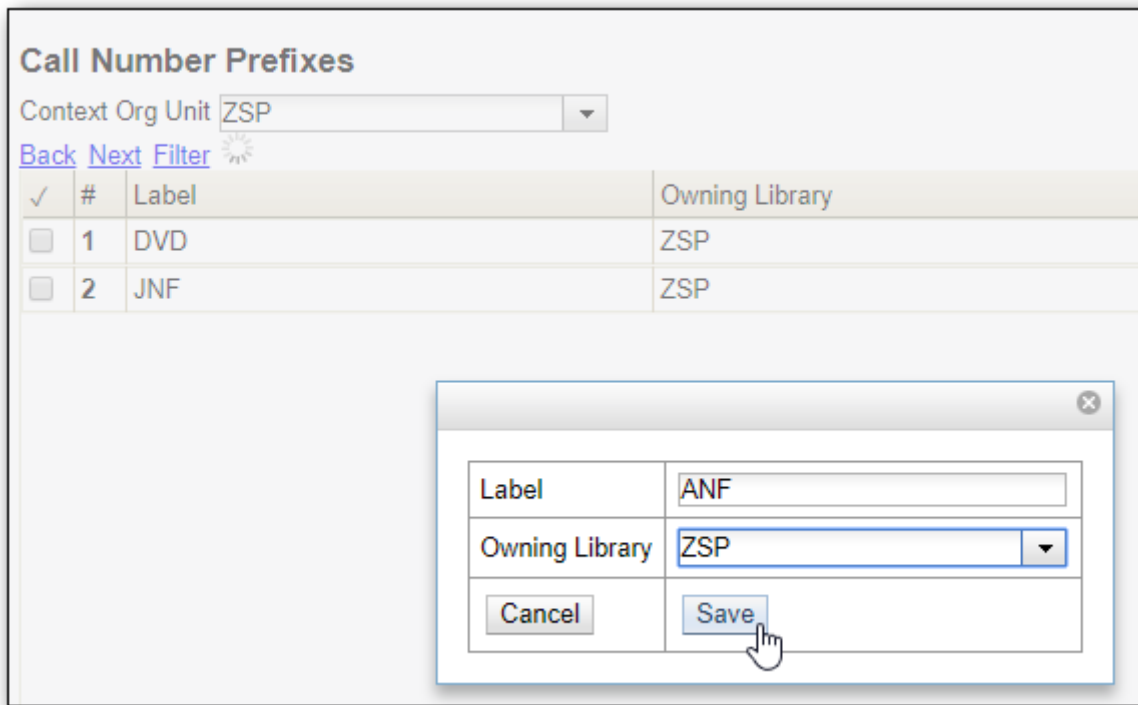 Call Number Prefixes
Context Org Unit ZSP
Back Next Filter
✓ # Label Owning Library
1 DVD ZSP
2 JNF ZSP
Label ANF
Owning Library ZSP
Cancel Save